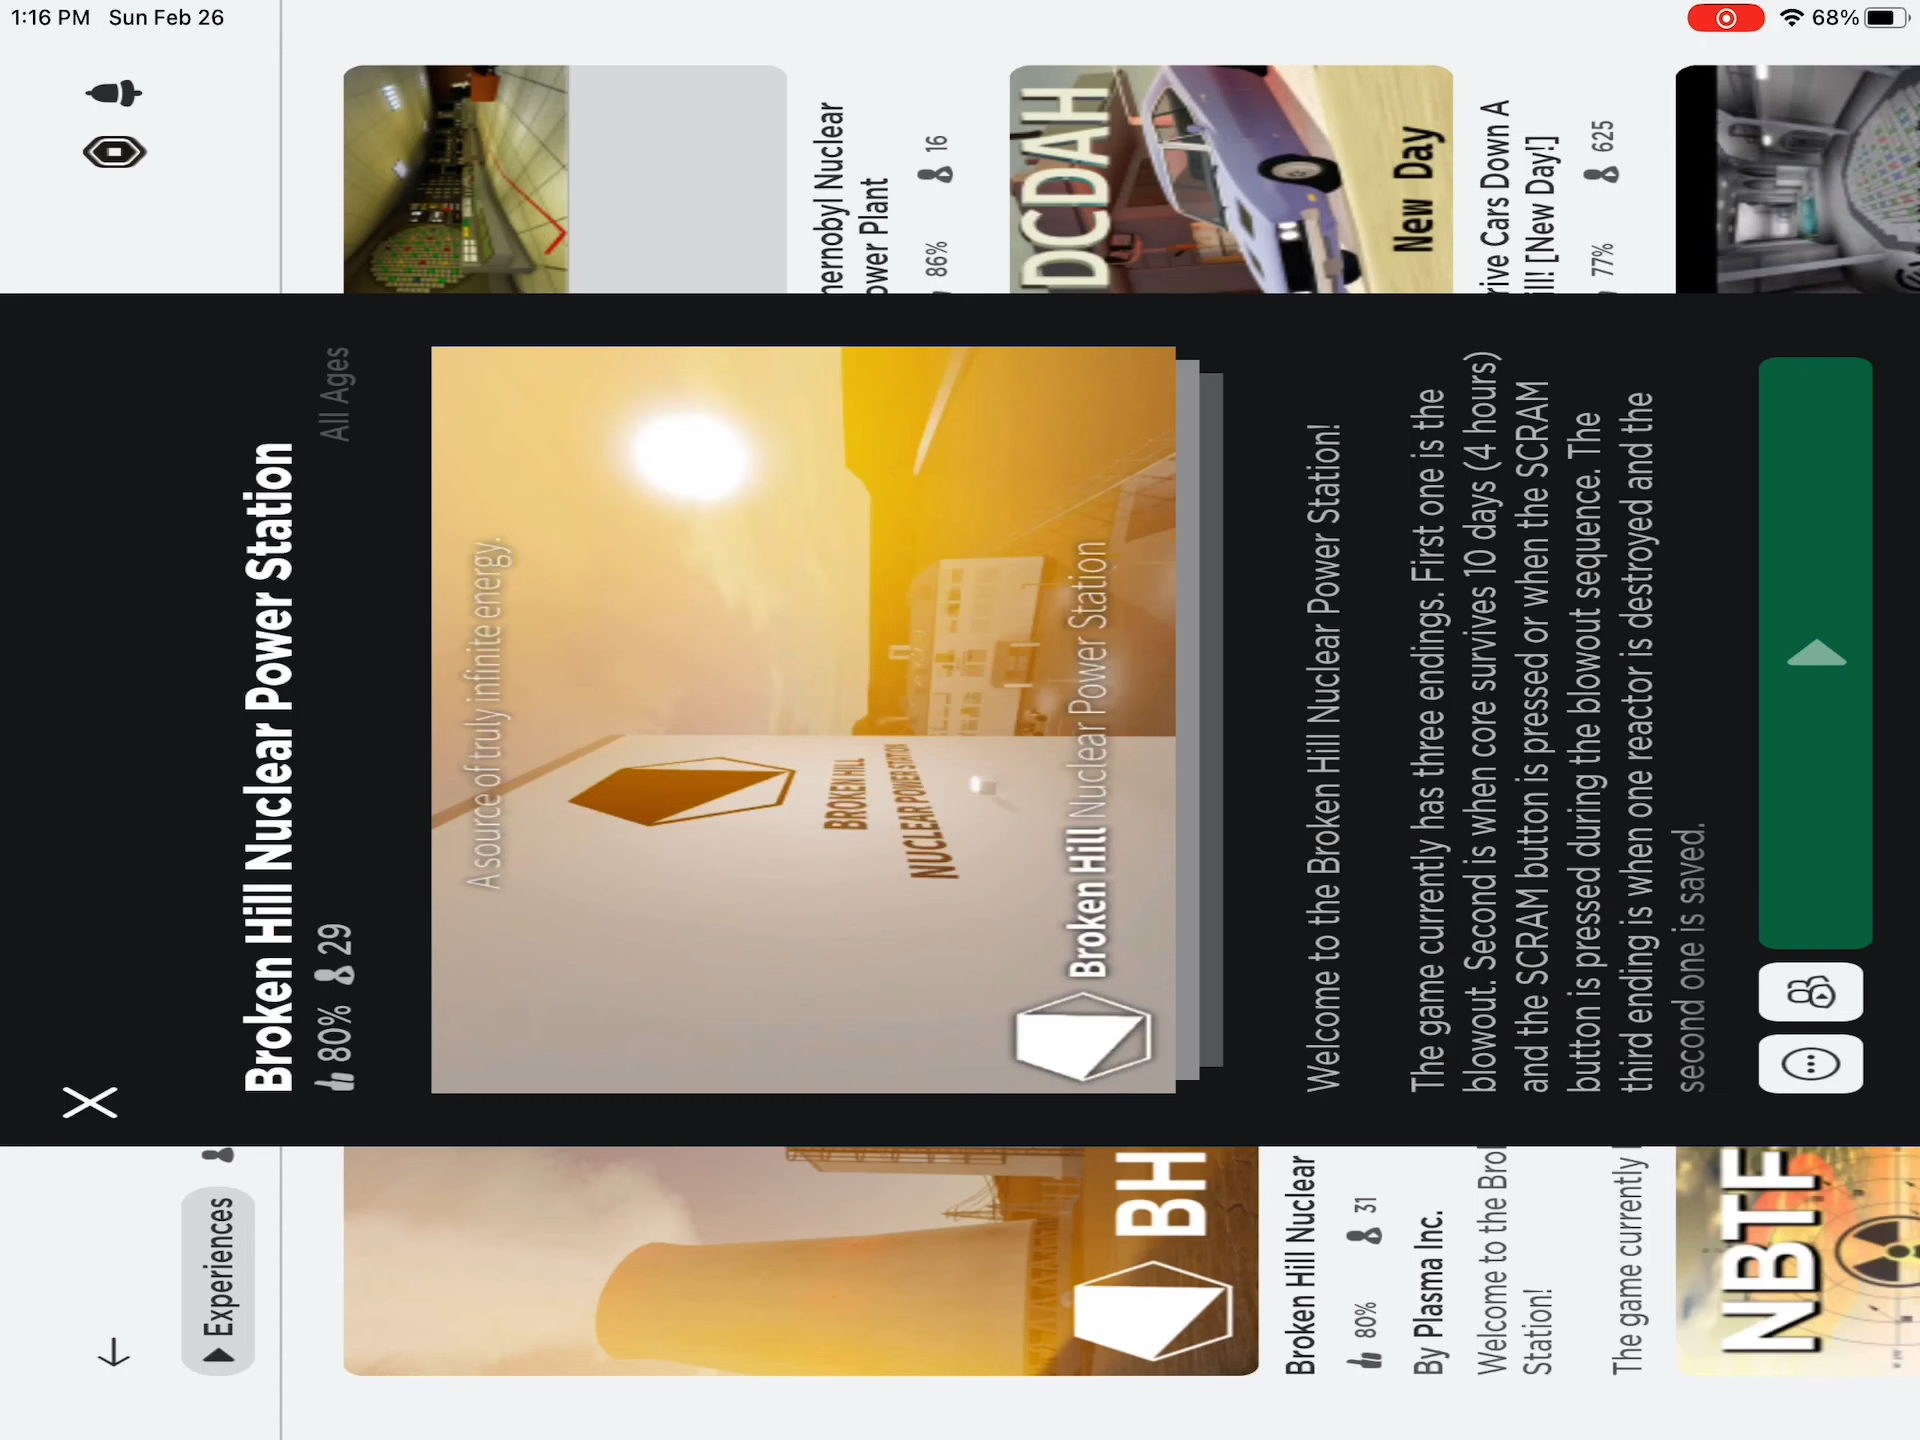 1:16 PM Sun Feb 26
68%
Experiences
Broken Hill Nuclear Power Station
80% 29
All Ages
A source of truly infinite energy.
BROKEN HILL
NUCLEAR POWER STATION
Broken Hill Nuclear Power Station
Welcome to the Broken Hill Nuclear Power Station!
The game currently has three endings. First one is the
blowout. Second is when core survives 10 days (4 hours)
and the SCRAM button is pressed or when the SCRAM
button is pressed during the blowout sequence. The
third ending is when one reactor is destroyed and the
second one is saved.
BH
Broken Hill Nuclear
80% 31
By Plasma Inc.
Welcome to the Bro
Station!
The game currently
NBTF
ower Plant
86% 16
DCDAH
New Day
rive Cars Down A
ill! [New Day!]
77% 625